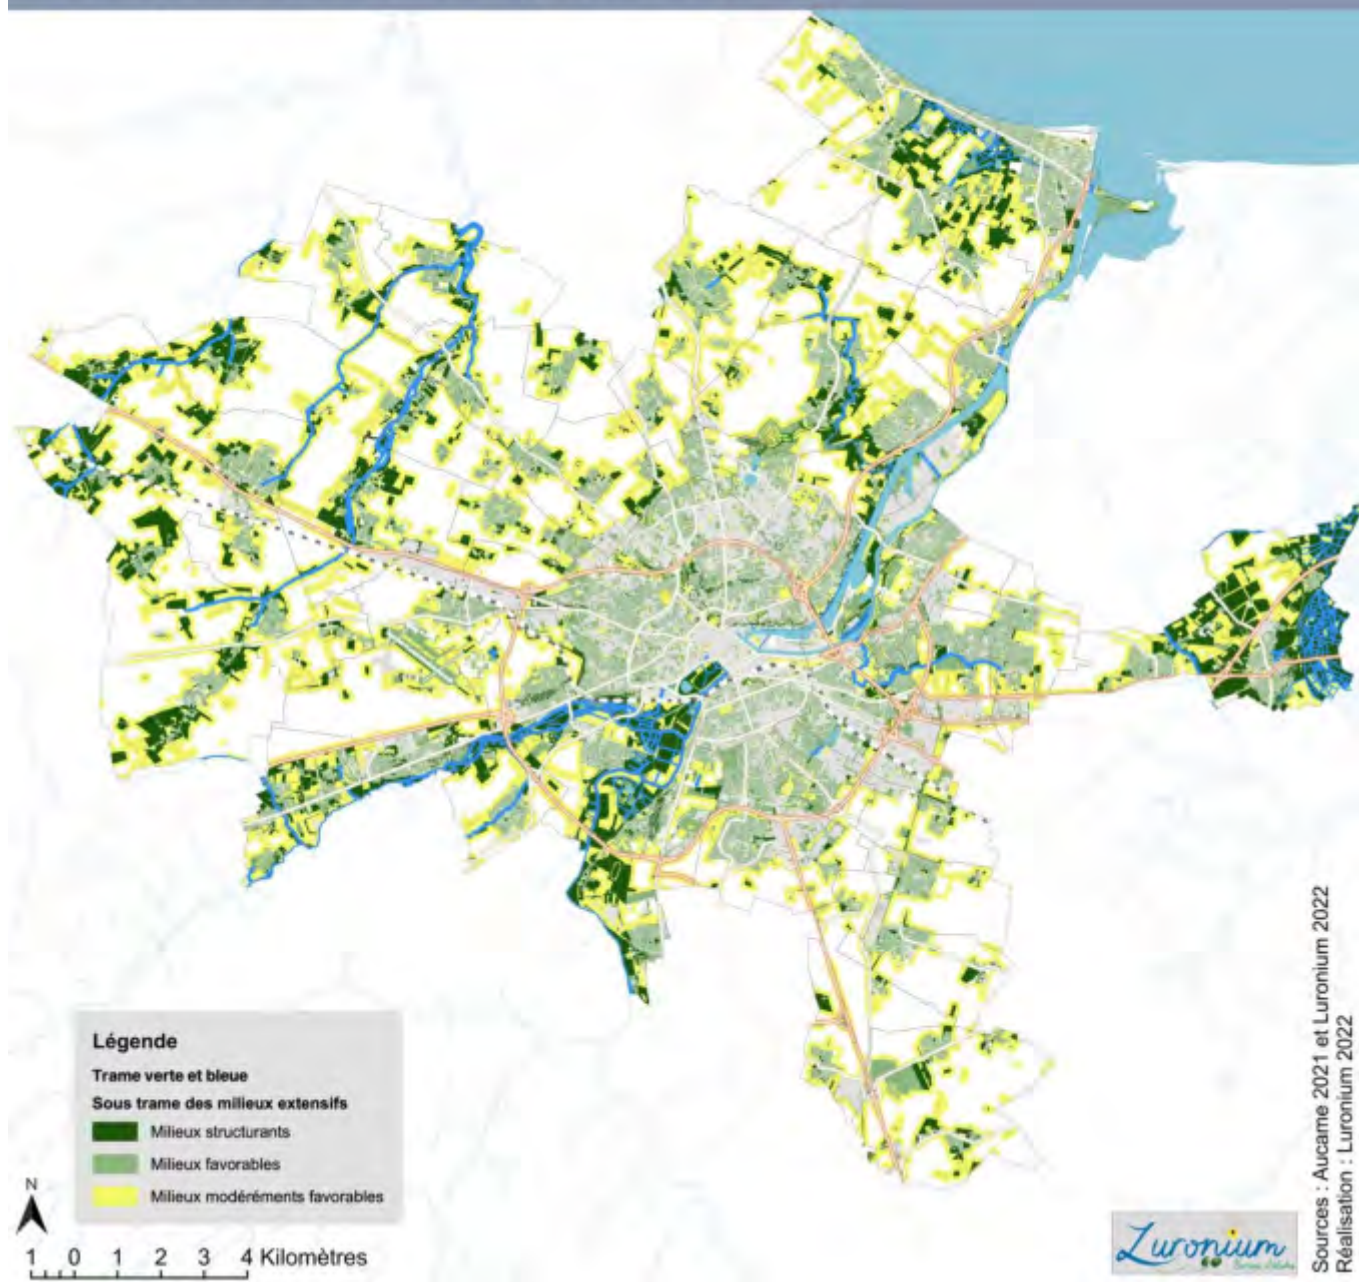 Légende
Trame verte et bleue
Sous trame des milieux extensifs
Milieux structurants
Milieux favorables
Milieux modéréments favorables
N
1 0 1 2 3 4 Kilomètres
Luronium
Sources : Aucame 2021 et Luronium 2022
Réalisation : Luronium 2022